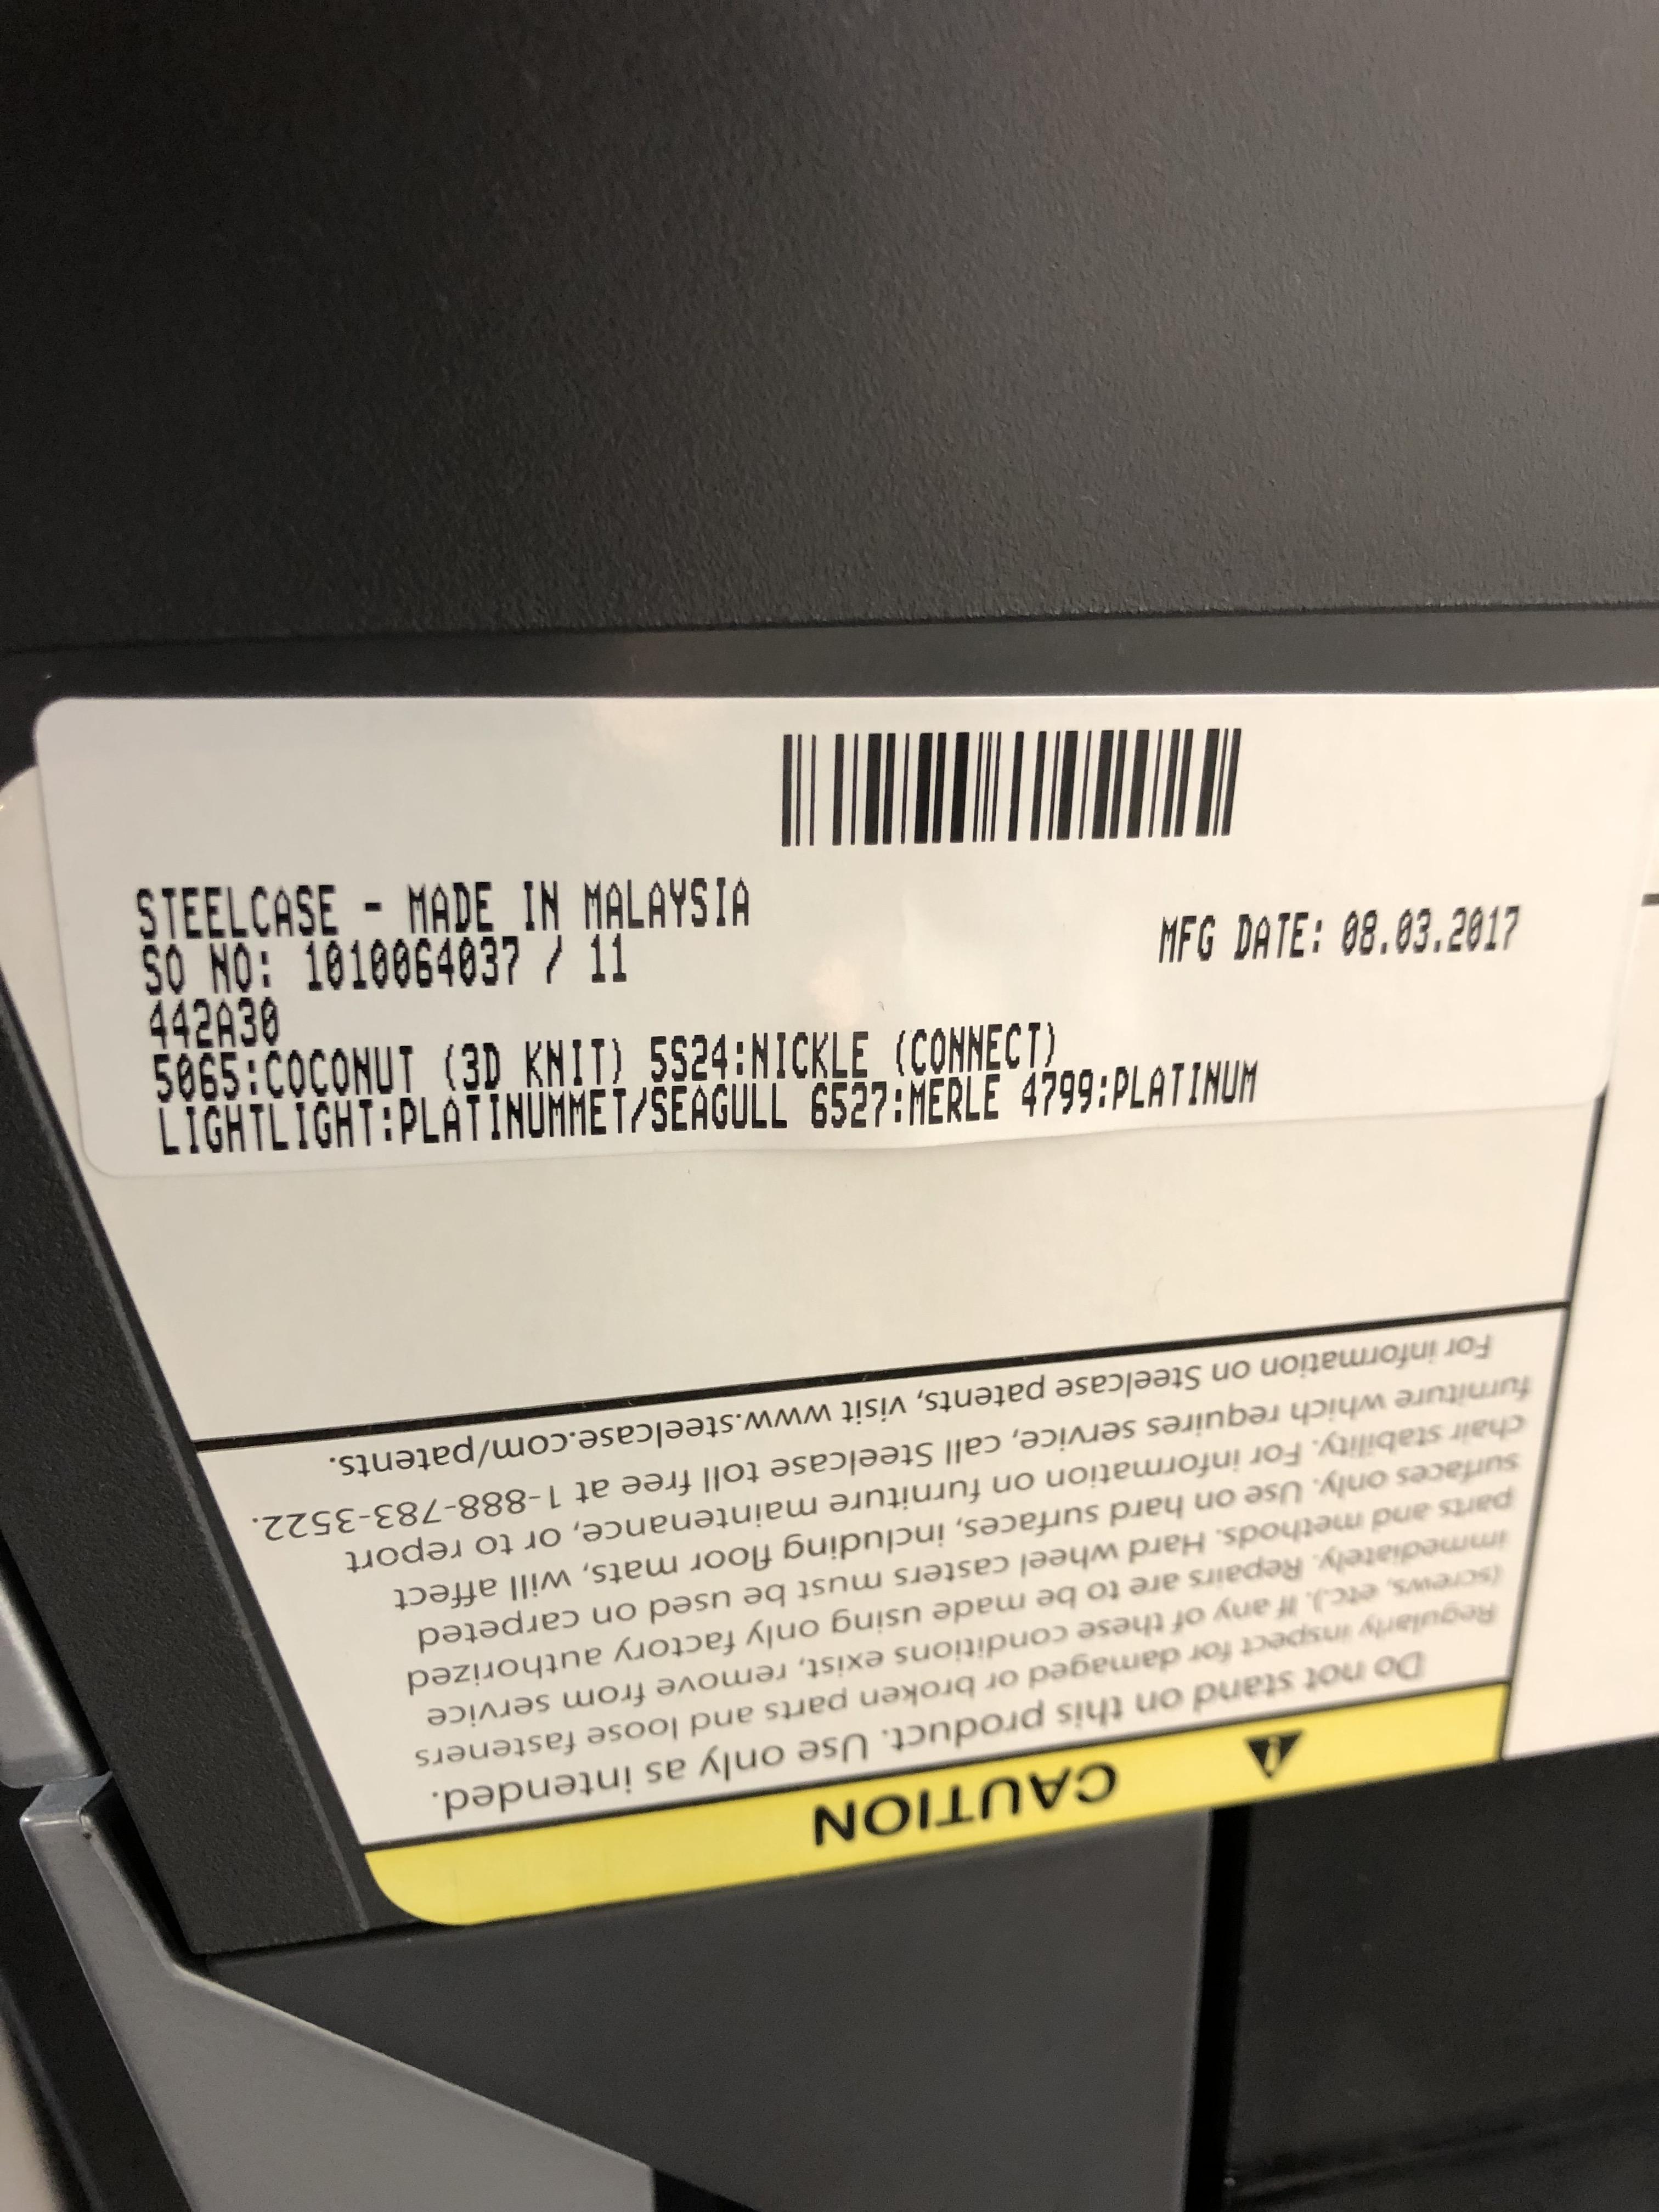 STEELCASE - MADE IN MALAYSIA
SO NO: 1010064037 / 11
MFG DATE: 08.03.2017
442A30
5065:COCONUT (3D KNIT) 5S24:NICKLE (CONNECT)
LIGHTLIGHT:PLATINUMMET/SEAGULL 6527:MERLE 4799:PLATINUM
CAUTION
Do not stand on this product. Use only as intended.
Regularly inspect for damaged or broken parts and loose fasteners
(screws, etc.). If any of these conditions exist, remove from service
immediately. Repairs are to be made using only factory authorized
parts and methods. Hard wheel casters must be used on carpeted
surfaces only. Use on hard surfaces, including floor mats, will affect
chair stability. For information on furniture maintenance, or to report
furniture which requires service, call Steelcase toll free at 1-888-783-3522.
For information on Steelcase patents, visit www.steelcase.com/patents.